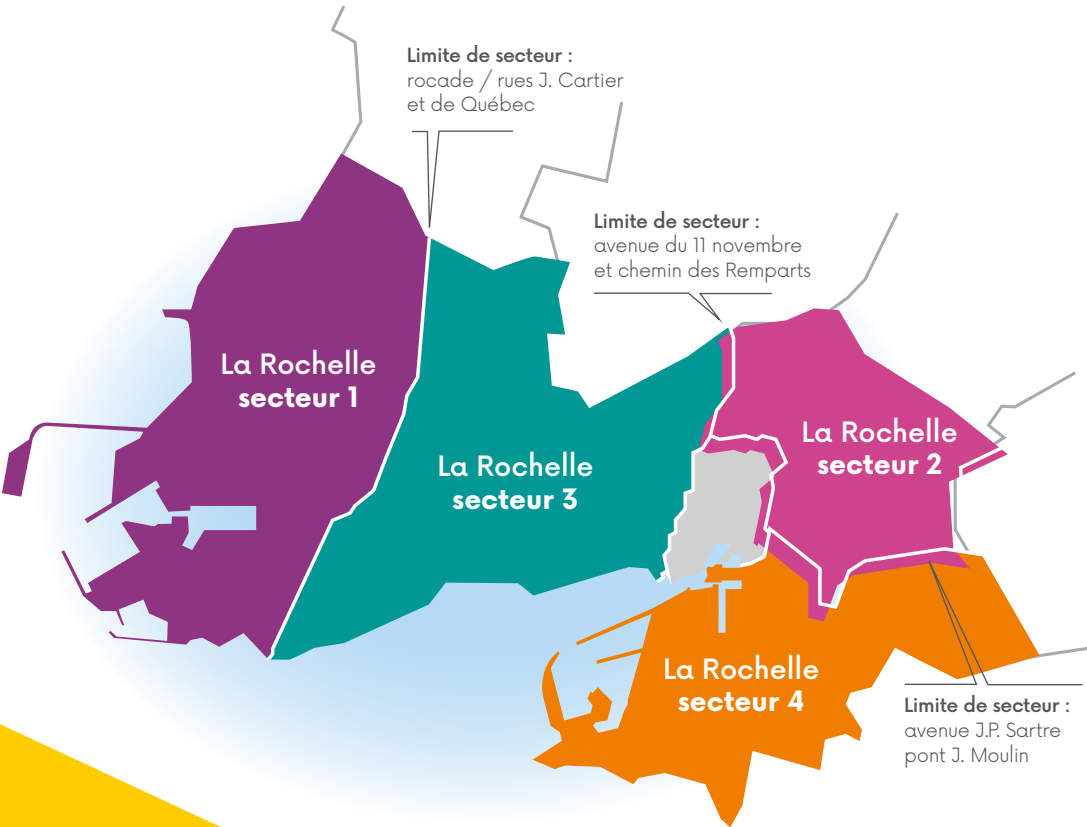 Limite de secteur :
rocade / rues J. Cartier
et de Québec
Limite de secteur :
avenue du 11 novembre
et chemin des Remparts
La Rochelle
secteur 1
La Rochelle
secteur 2
La Rochelle
secteur 3
La Rochelle
secteur 4
Limite de secteur :
avenue J.P. Sartre
pont J. Moulin